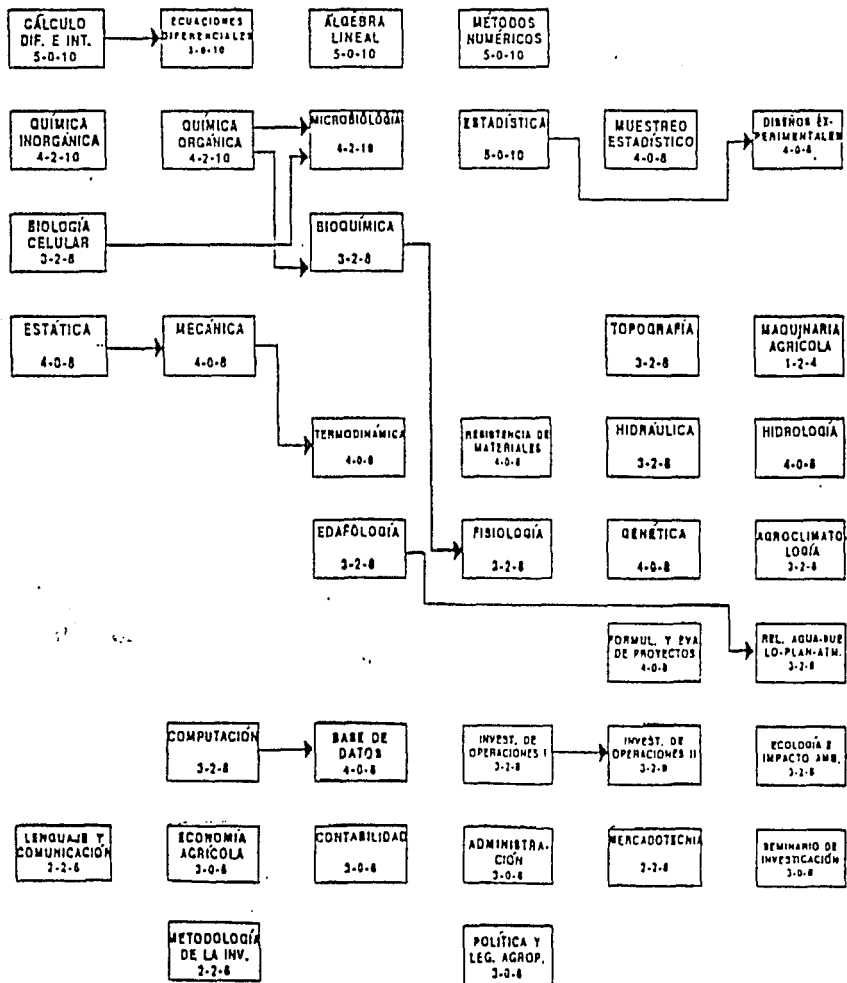 CÁLCULO
DIF. E INT.
5-0-10
ECUACIONES
DIFERENCIALES
ÁLGEBRA
LINEAL
5-0-10
MÉTODOS
NUMÉRICOS
5-0-10
QUÍMICA
INORGÁNICA
4-2-10
QUÍMICA
ORGÁNICA
4-2-10
MICROBIOLOGÍA
4-2-10
ESTADÍSTICA
5-0-10
MUESTREO
ESTADÍSTICO
4-0-8
DISEÑOS EX-
PERIMENTALES
4-0-8
BIOLOGÍA
CELULAR
3-2-8
BIOQUÍMICA
3-2-8
ESTÁTICA
4-0-8
MECÁNICA
4-0-8
TOPOGRAFÍA
3-2-8
MAQUINARIA
AGRÍCOLA
1-2-4
TERMODINÁMICA
4-0-8
RESISTENCIA DE
MATERIALES
4-0-8
HIDRÁULICA
3-2-8
HIDROLOGÍA
4-0-8
EDAFOLOGÍA
3-2-8
FISIOLOGÍA
3-2-8
GENÉTICA
4-0-8
AGROCLIMATO
LOGÍA
3-2-8
FORMUL. Y EVA
DE PROYECTOS
4-0-8
REL. AGUA-SUE
LO-PLAN-ATM.
3-2-8
COMPUTACIÓN
3-2-8
BASE DE
DATOS
4-0-8
INVEST. DE
OPERACIONES I
3-2-8
INVEST. DE
OPERACIONES II
3-2-8
ECOLOGÍA E
IMPACTO AMB.
3-2-8
LENGUAJE Y
COMUNICACIÓN
2-2-6
ECONOMÍA
AGRÍCOLA
3-0-6
CONTABILIDAD
3-0-6
ADMINISTRA-
CIÓN
3-0-6
MERCADOTECNIA
2-2-6
SEMINARIO DE
INVESTIGACIÓN
3-0-6
METODOLOGÍA
DE LA INV.
2-2-6
POLÍTICA Y
LEG. AGROP.
3-0-6